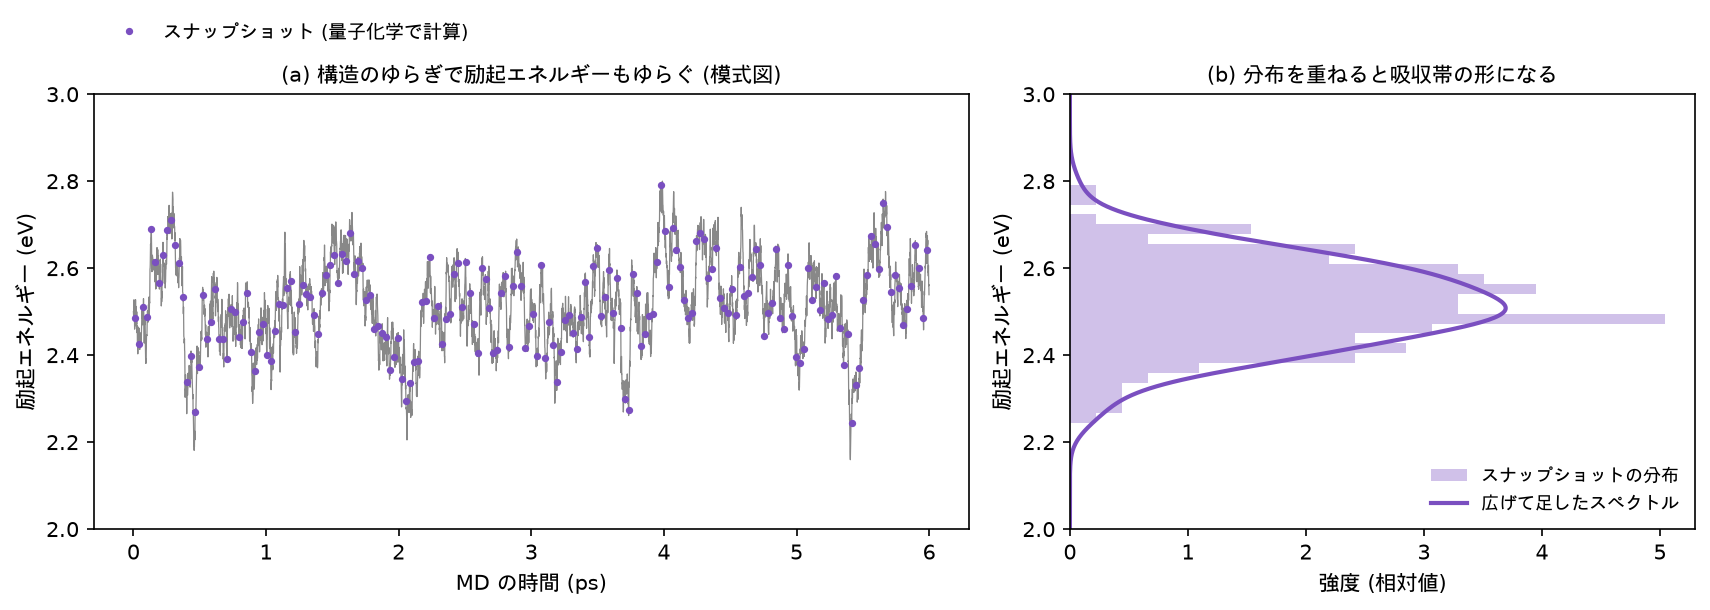 スナップショット (量子化学で計算)
(a) 構造のゆらぎで励起エネルギーもゆらぐ (模式図)
励起エネルギー (eV)
3.0
2.8
2.6
2.4
2.2
2.0
0 1 2 3 4 5 6
MD の時間 (ps)
(b) 分布を重ねると吸収帯の形になる
励起エネルギー (eV)
3.0
2.8
2.6
2.4
2.2
2.0
スナップショットの分布
広げて足したスペクトル
0 1 2 3 4 5
強度 (相対値)